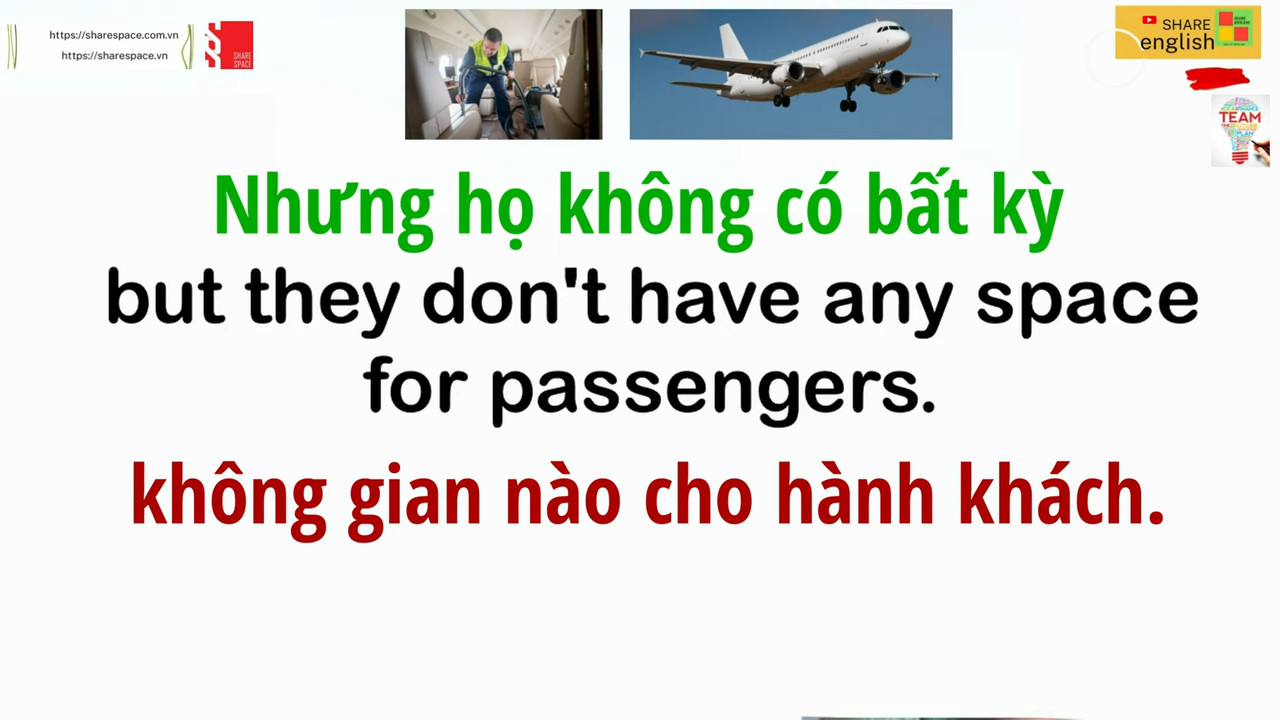 https://sharespace.com.vn
https://sharespace.vn
SHARE
SPACE
SHARE
english
TEAM
PLAN
Nhưng họ không có bất kỳ
but they don't have any space
for passengers.
không gian nào cho hành khách.